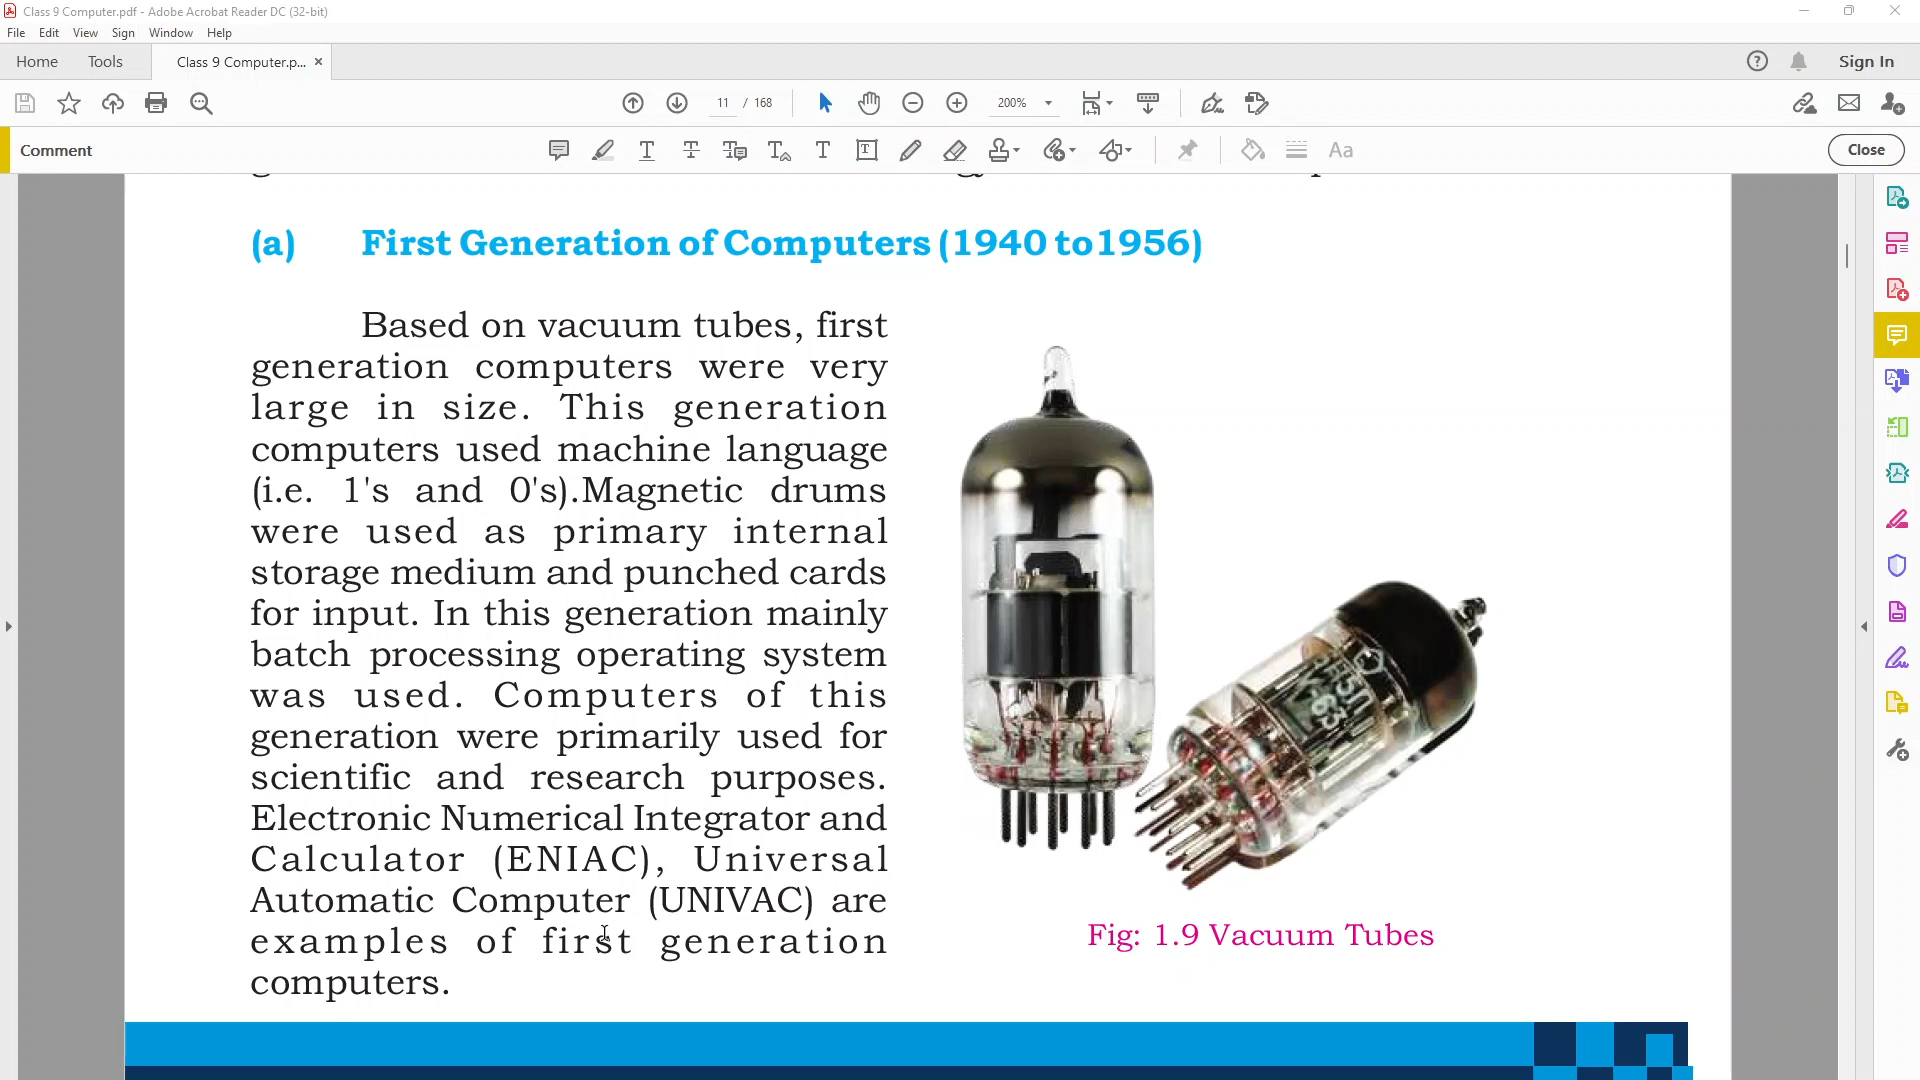 Class 9 Computer.pdf - Adobe Acrobat Reader DC (32-bit)
File Edit View Sign Window Help
Home Tools Class 9 Computer.p... × Sign In
11 / 168 200%
Comment Close
(a) First Generation of Computers (1940 to1956)
Based on vacuum tubes, first
generation computers were very
large in size. This generation
computers used machine language
(i.e. 1's and 0's).Magnetic drums
were used as primary internal
storage medium and punched cards
for input. In this generation mainly
batch processing operating system
was used. Computers of this
generation were primarily used for
scientific and research purposes.
Electronic Numerical Integrator and
Calculator (ENIAC), Universal
Automatic Computer (UNIVAC) are
examples of first generation
computers.
Fig: 1.9 Vacuum Tubes